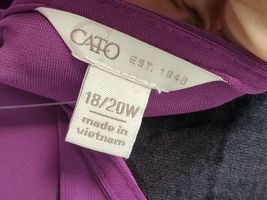 CATO
EST. 1946
18/20W
made in
vietnam